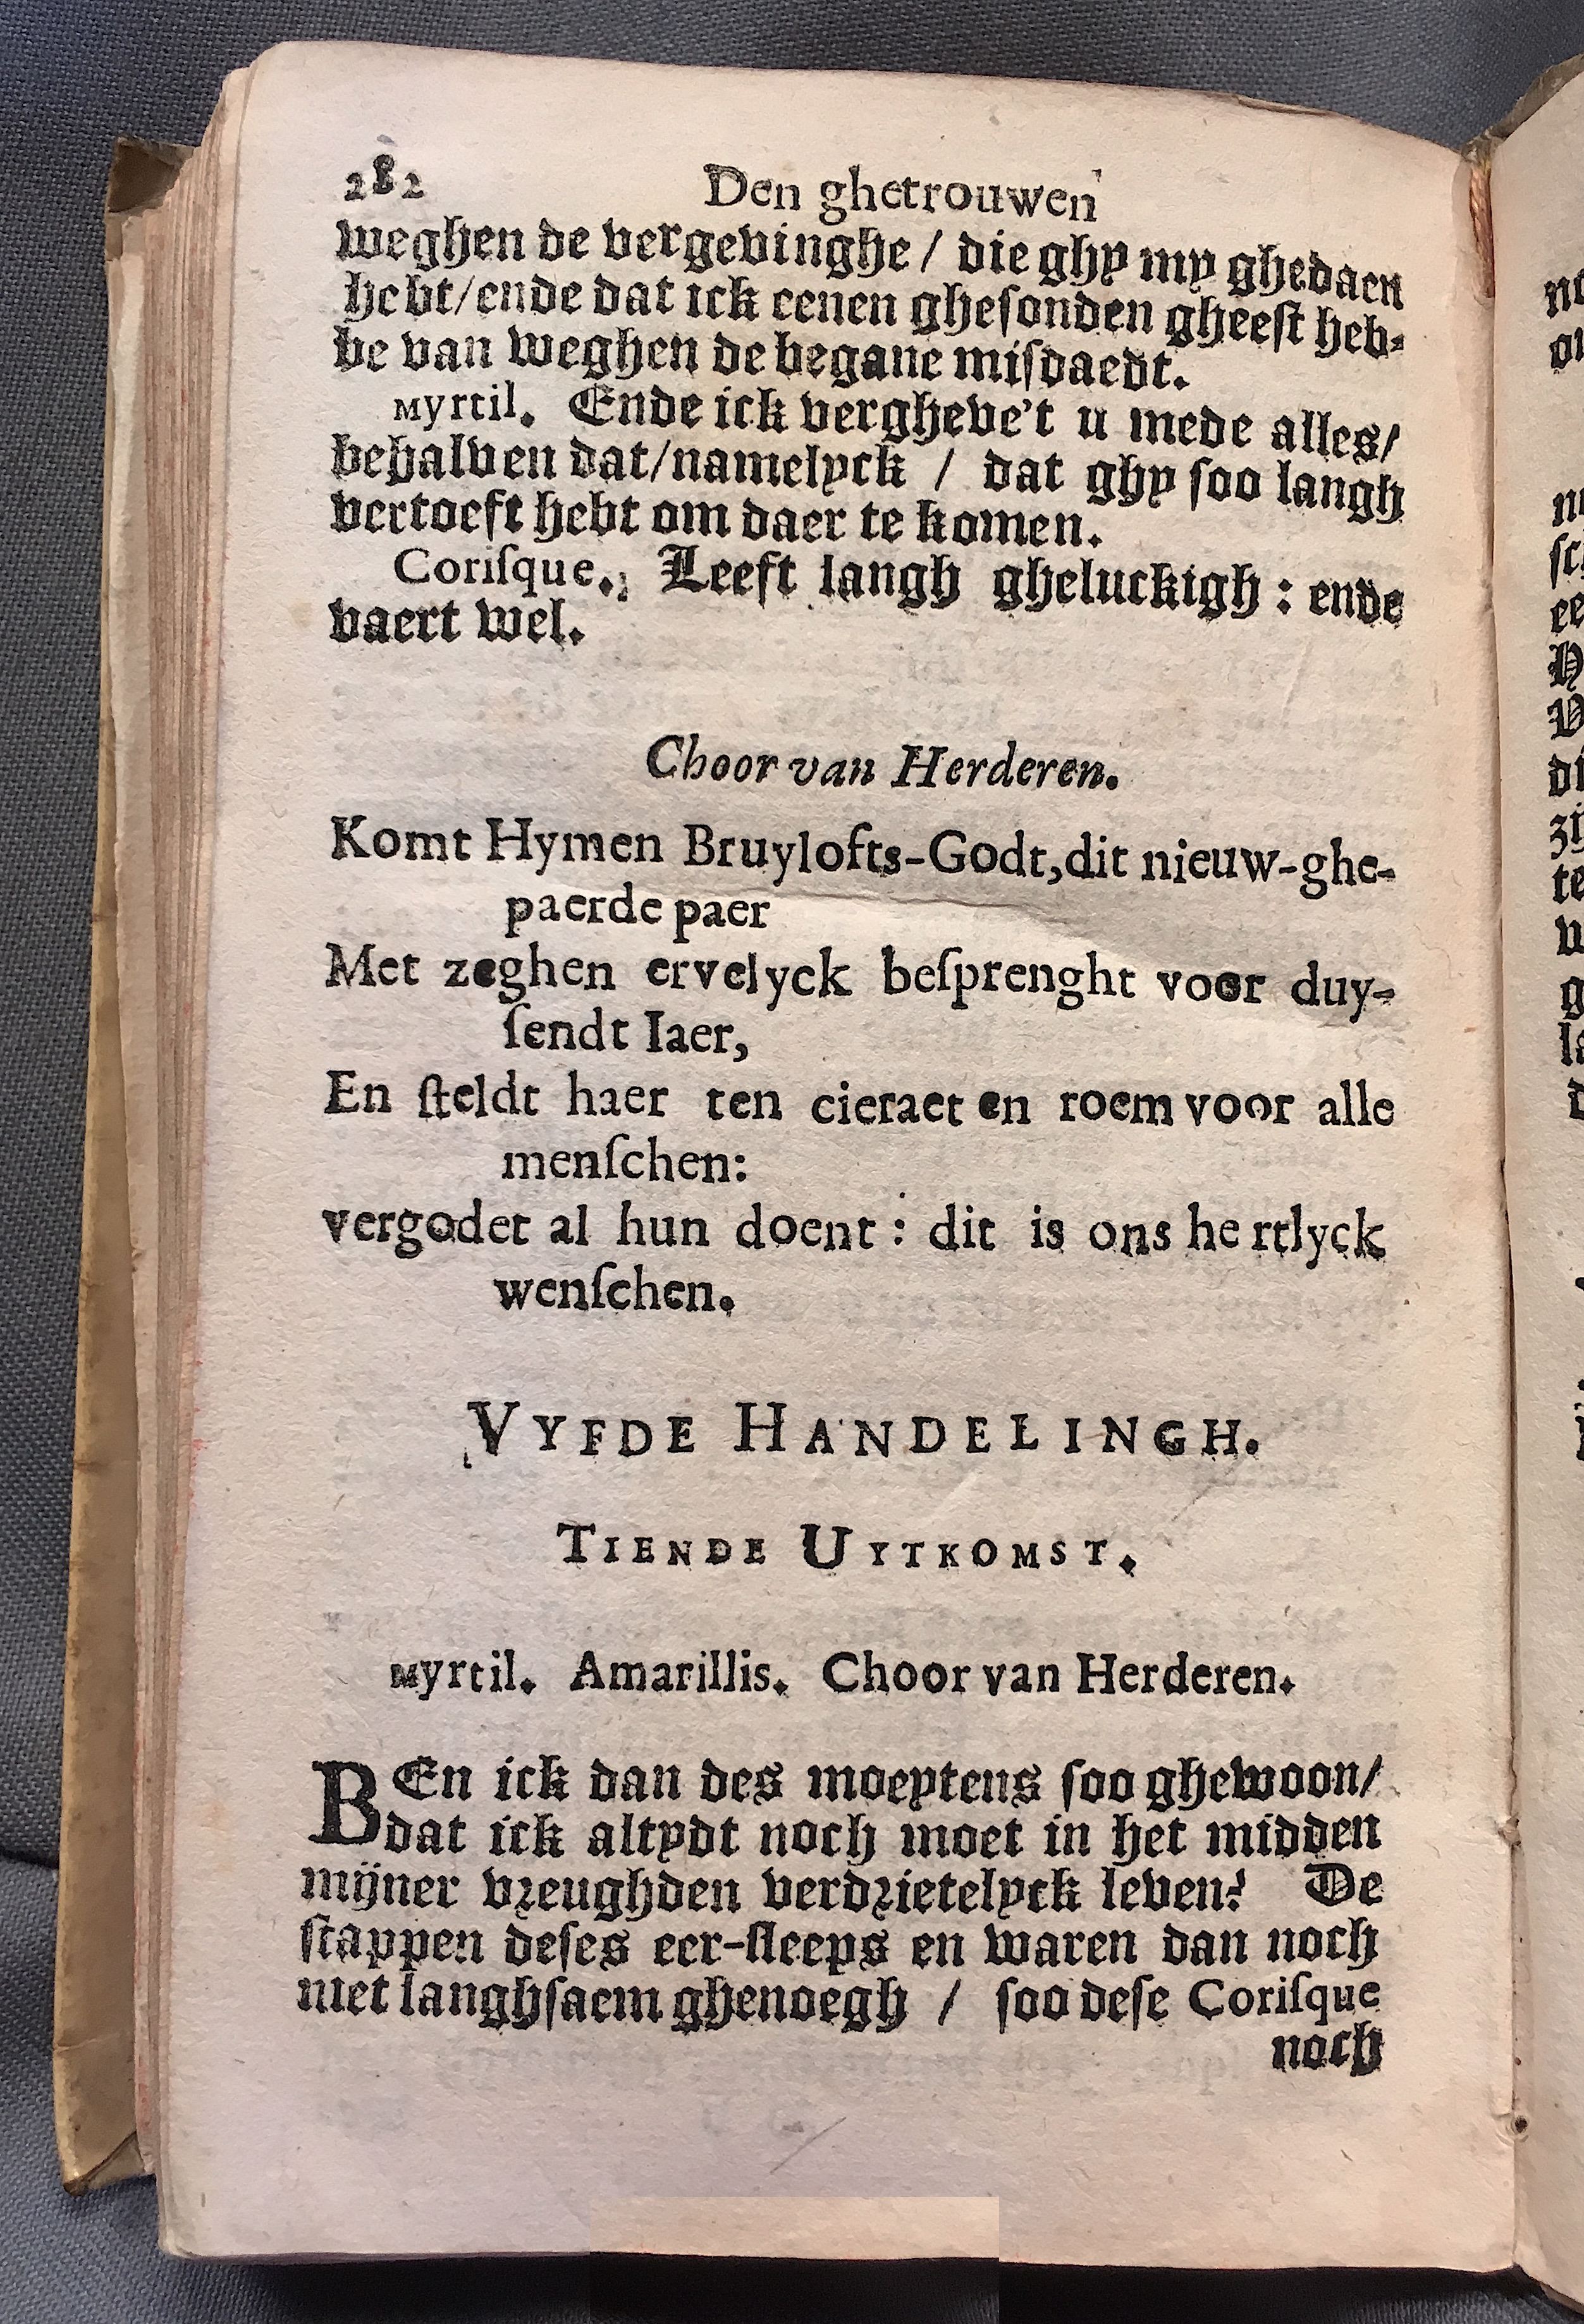 282 Den ghetrouwen
weghen de vergevinghe / die ghy my ghedaen
hebt/ende dat ick eenen gheſonden gheeſt heb-
be van weghen de begane miſdaedt.
Myrtil. Ende ick vergheve't u mede alles/
behalven dat/namelyck / dat ghy ſoo langh
vertoeft hebt om daer te komen.
Coriſque. Leeft langh gheluckigh : ende
vaert wel.
Choor van Herderen.
Komt Hymen Bruylofts-Godt, dit nieuw-ghe-
paerde paer
Met zeghen ervelyck beſprenght voor duy-
ſendt Iaer,
En ſteldt haer ten cieraet en roem voor alle
menſchen:
vergodet al hun doent : dit is ons hertlyck
wenſchen.
VYFDE HANDELINGH.
TIENDE UYTKOMST.
Myrtil. Amarillis. Choor van Herderen.
BEn ick dan des moeytens ſoo ghewoon/
dat ick altydt noch moet in het midden
mijner vꝛeughden verdꝛietelyck leven? De
ſtappen deſes eer-ſleeps en waren dan noch
niet langhſaem ghenoegh / ſoo deſe Coriſque
noch